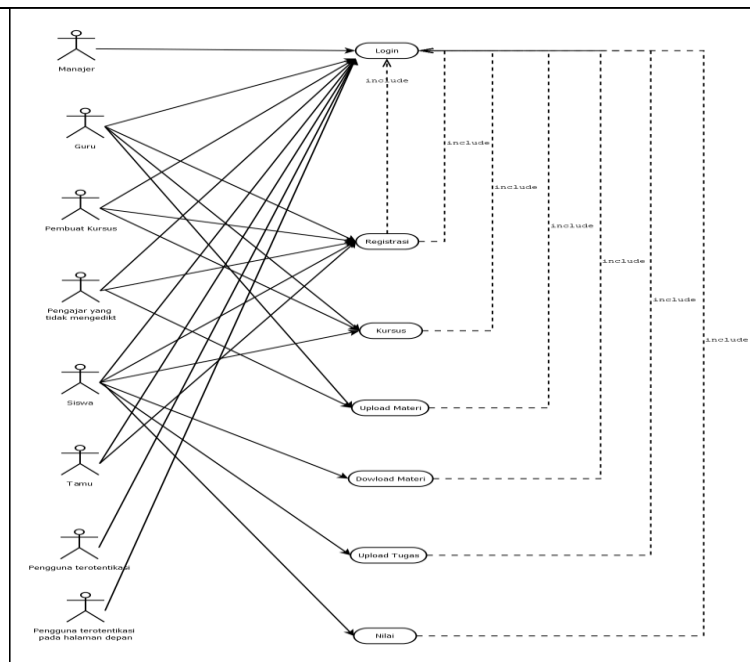 Manajer
Guru
Pembuat Kursus
Pengajar yang
tidak mengedikt
Siswa
Tamu
Pengguna terotentikasi
Pengguna terotentikasi
pada halaman depan
Login
Registrasi
Kursus
Upload Materi
Dowload Materi
Upload Tugas
Nilai
include
include
include
include
include
include
include